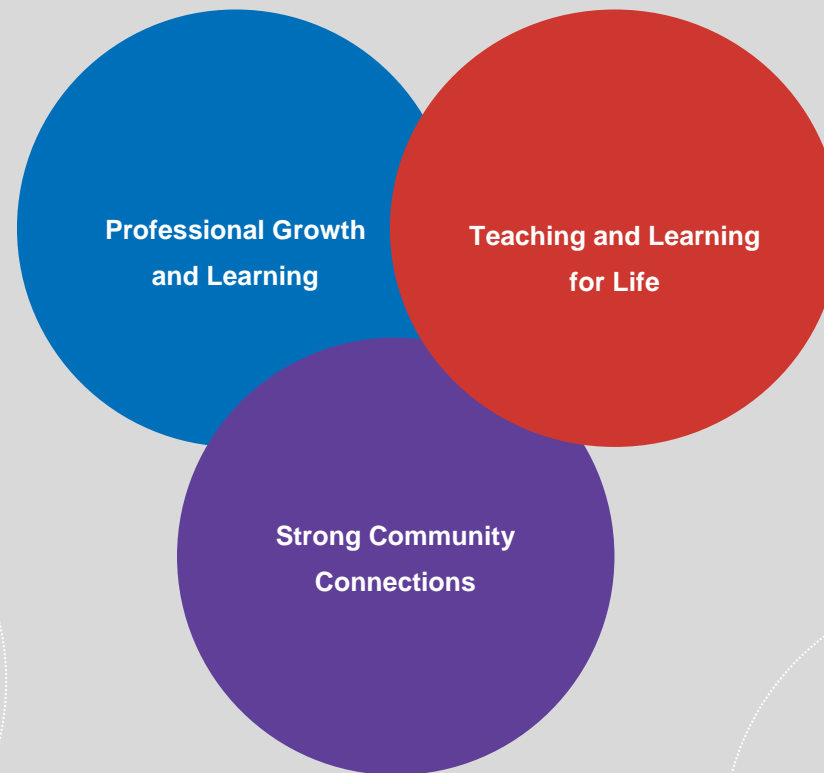 Professional Growth
and Learning
Teaching and Learning
for Life
Strong Community
Connections